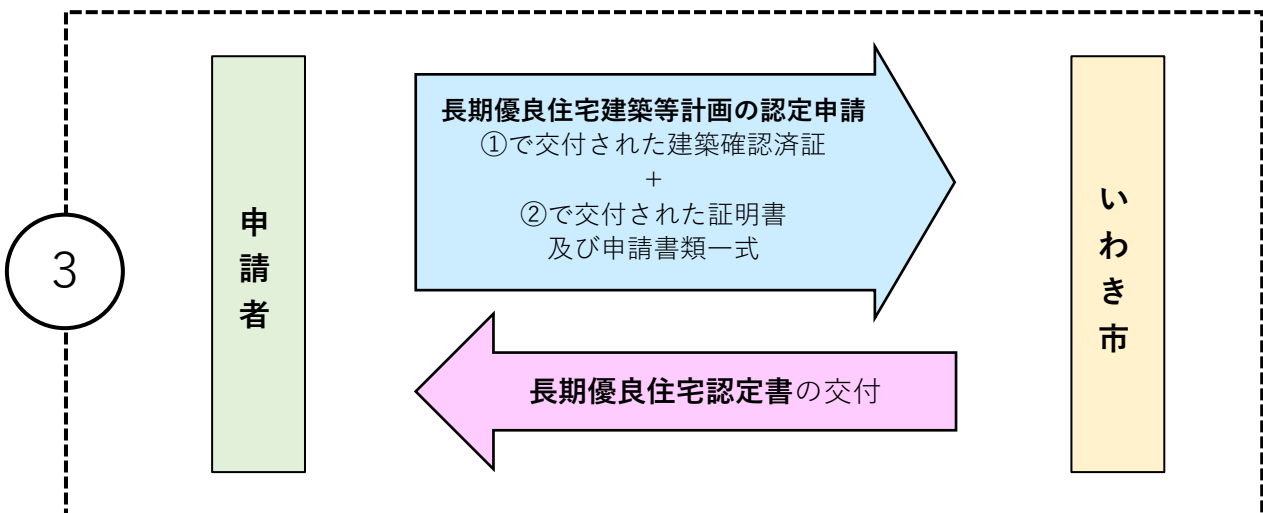 3
申請者
長期優良住宅建築等計画の認定申請
①で交付された建築確認済証
+
②で交付された証明書
及び申請書類一式
長期優良住宅認定書の交付
いわき市